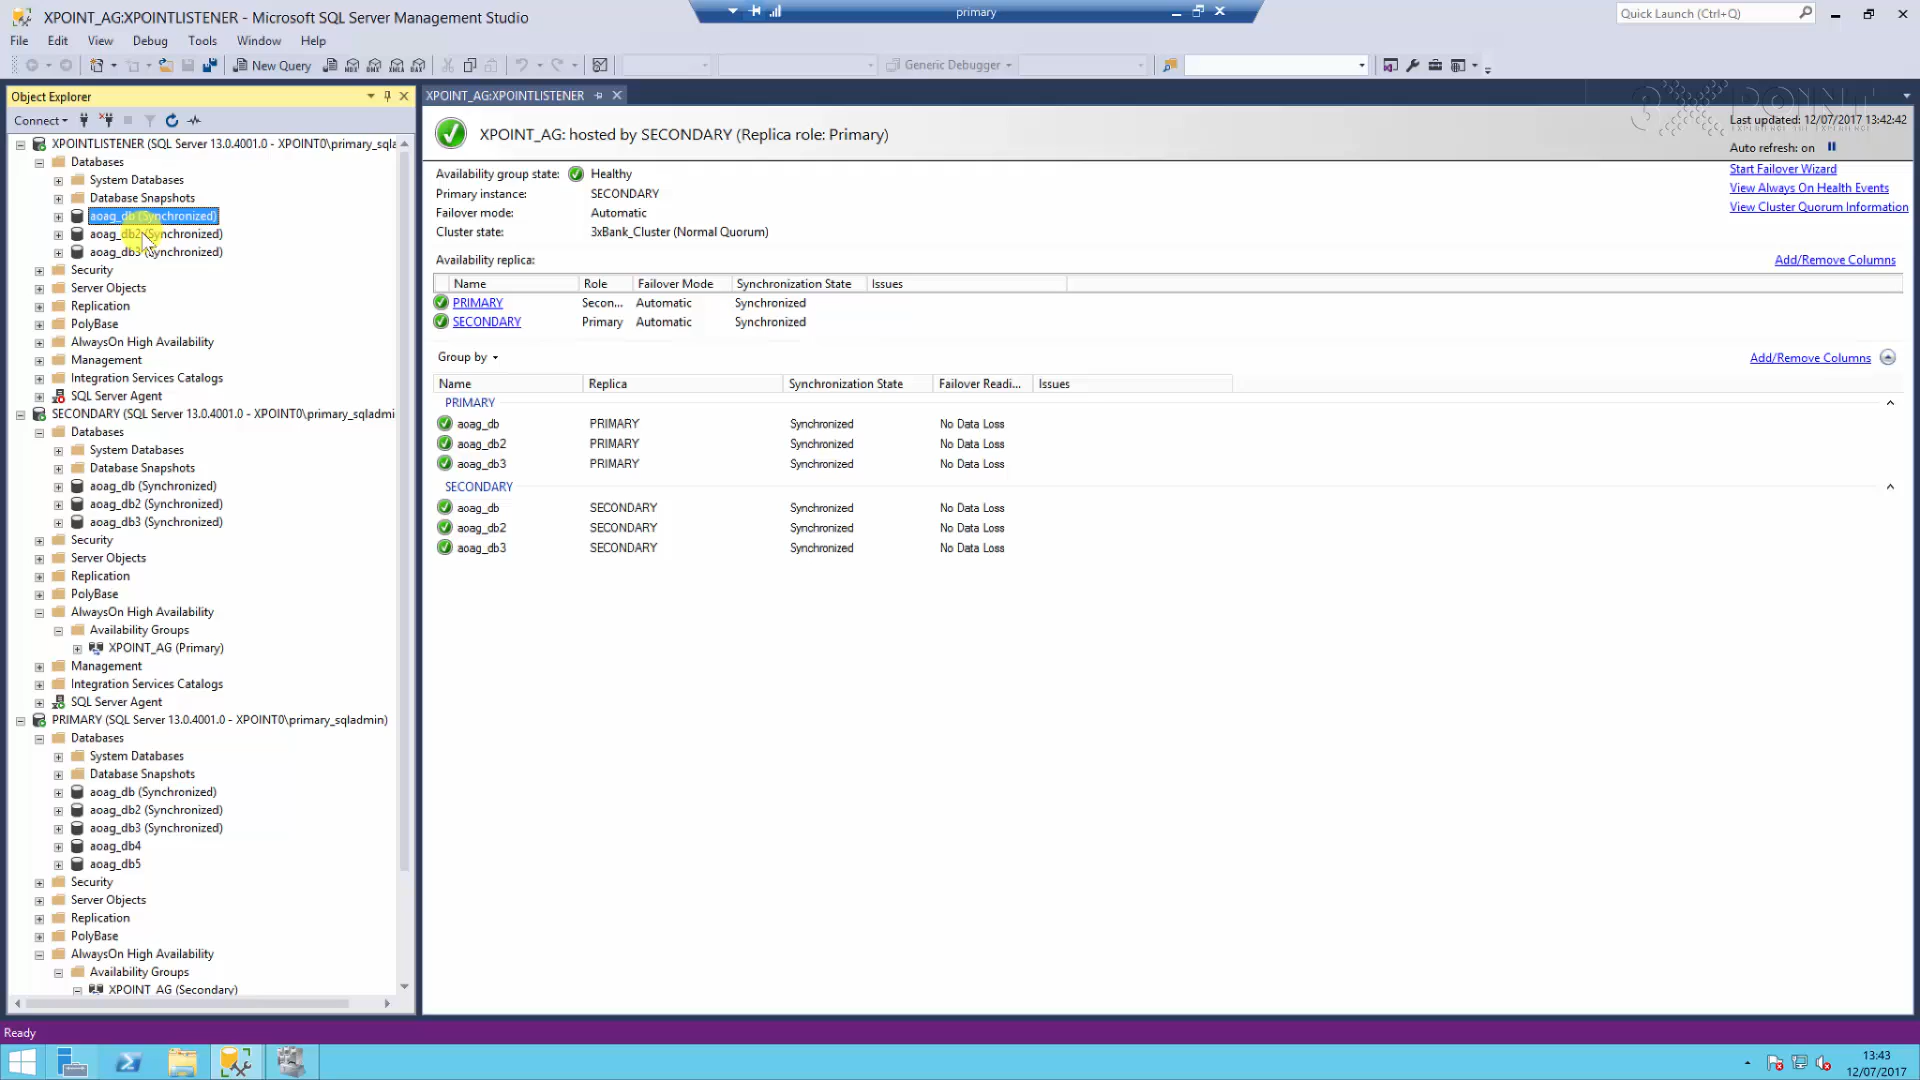 XPOINT_AG:XPOINTLISTENER - Microsoft SQL Server Management Studio
primary
Quick Launch (Ctrl+Q)
File Edit View Debug Tools Window Help
New Query
MDX DMX XMLA DAX
Generic Debugger
Object Explorer
XPOINT_AG:XPOINTLISTENER
Connect
XPOINTLISTENER (SQL Server 13.0.4001.0 - XPOINT0\primary_sqla
Databases
System Databases
Database Snapshots
aoag_db (Synchronized)
aoag_db2 (Synchronized)
aoag_db3 (Synchronized)
Security
Server Objects
Replication
PolyBase
AlwaysOn High Availability
Management
Integration Services Catalogs
SQL Server Agent
SECONDARY (SQL Server 13.0.4001.0 - XPOINT0\primary_sqladmin
Databases
System Databases
Database Snapshots
aoag_db (Synchronized)
aoag_db2 (Synchronized)
aoag_db3 (Synchronized)
Security
Server Objects
Replication
PolyBase
AlwaysOn High Availability
Availability Groups
XPOINT_AG (Primary)
Management
Integration Services Catalogs
SQL Server Agent
PRIMARY (SQL Server 13.0.4001.0 - XPOINT0\primary_sqladmin)
Databases
System Databases
Database Snapshots
aoag_db (Synchronized)
aoag_db2 (Synchronized)
aoag_db3 (Synchronized)
aoag_db4
aoag_db5
Security
Server Objects
Replication
PolyBase
AlwaysOn High Availability
Availability Groups
XPOINT_AG (Secondary)
XPOINT_AG: hosted by SECONDARY (Replica role: Primary)
3XPOINT
Last updated: 12/07/2017 13:42:42
Auto refresh: on
Availability group state: Healthy
Primary instance: SECONDARY
Failover mode: Automatic
Cluster state: 3xBank_Cluster (Normal Quorum)
Start Failover Wizard
View Always On Health Events
View Cluster Quorum Information
Availability replica: Add/Remove Columns
Name Role Failover Mode Synchronization State Issues
PRIMARY Secon... Automatic Synchronized
SECONDARY Primary Automatic Synchronized
Group by Add/Remove Columns
Name Replica Synchronization State Failover Readi... Issues
PRIMARY
aoag_db PRIMARY Synchronized No Data Loss
aoag_db2 PRIMARY Synchronized No Data Loss
aoag_db3 PRIMARY Synchronized No Data Loss
SECONDARY
aoag_db SECONDARY Synchronized No Data Loss
aoag_db2 SECONDARY Synchronized No Data Loss
aoag_db3 SECONDARY Synchronized No Data Loss
Ready
13:43
12/07/2017